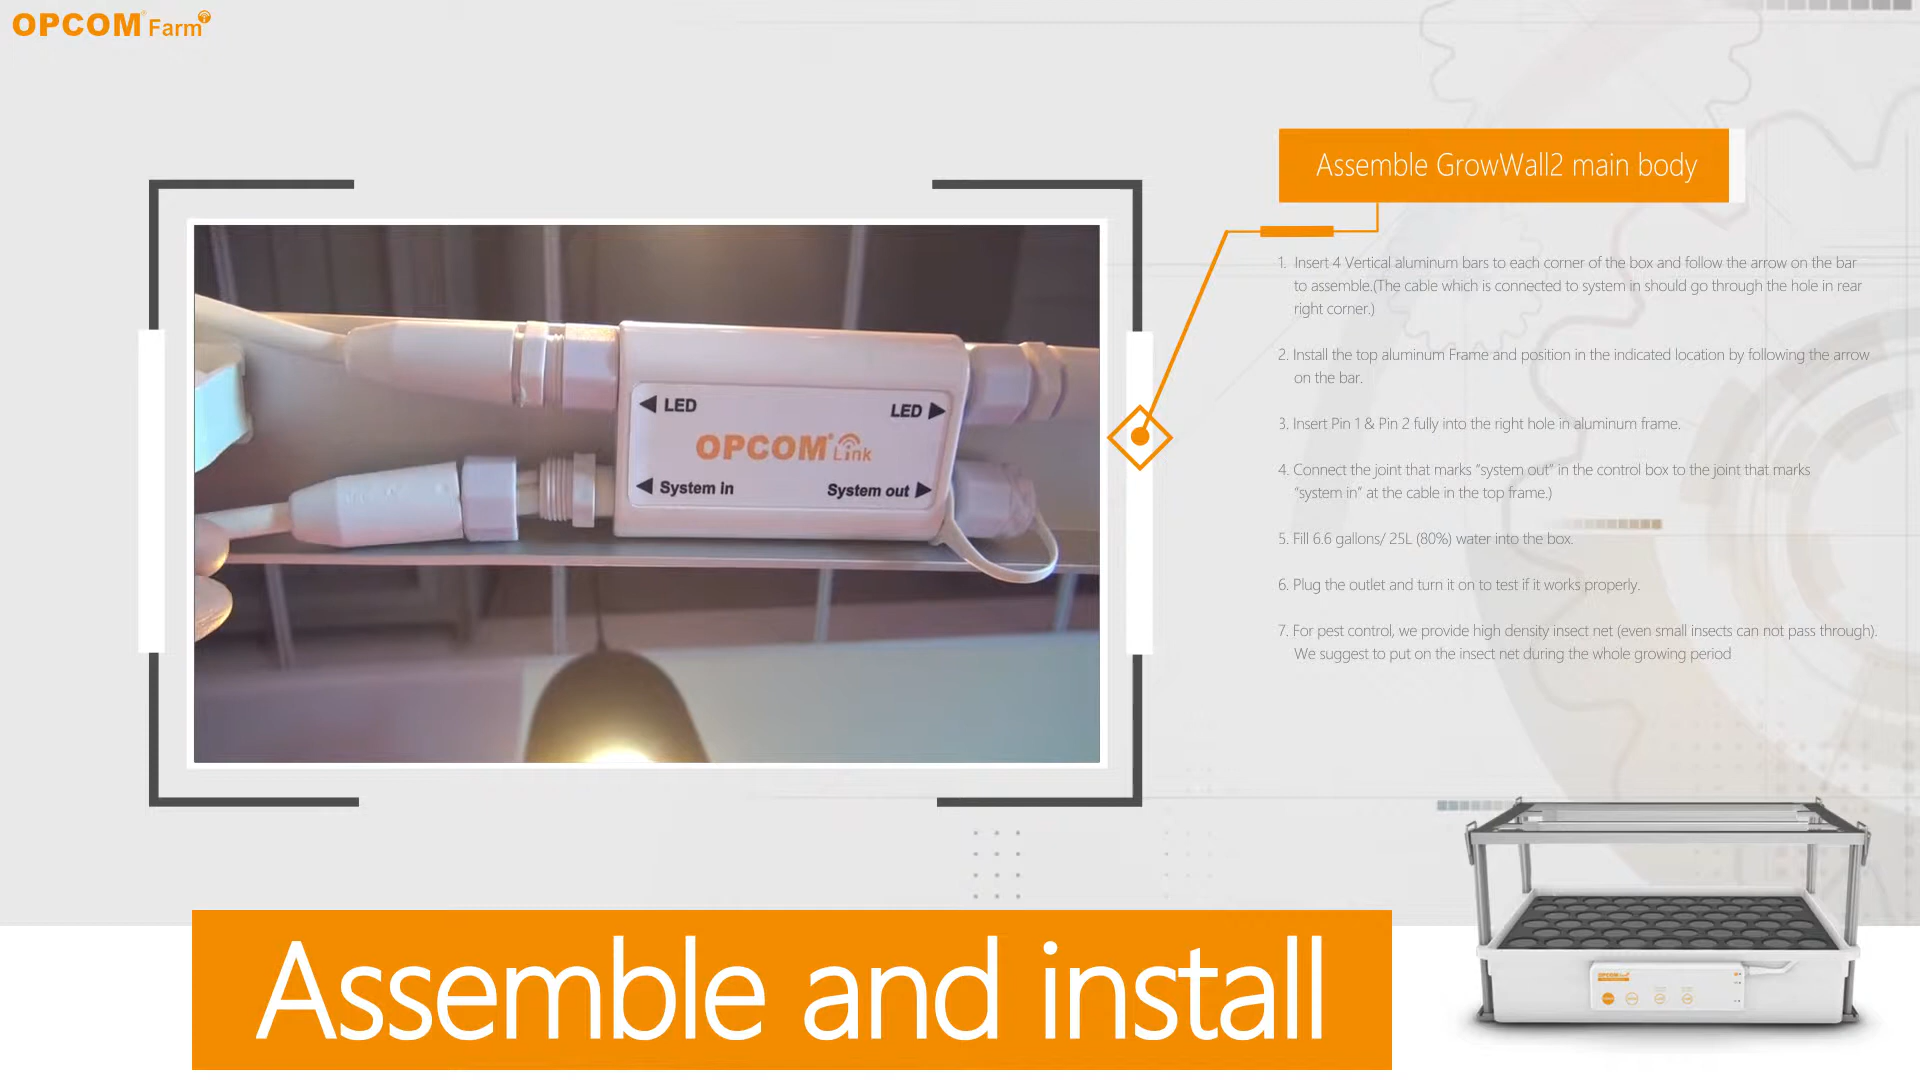 OPCOM Farm
Assemble GrowWall2 main body
1. Insert 4 Vertical aluminum bars to each corner of the box and follow the arrow on the bar
to assemble.(The cable which is connected to system in should go through the hole in rear
right corner.)
2. Install the top aluminum Frame and position in the indicated location by following the arrow
on the bar.
3. Insert Pin 1 & Pin 2 fully into the right hole in aluminum frame.
4. Connect the joint that marks “system out” in the control box to the joint that marks
“system in” at the cable in the top frame.)
5. Fill 6.6 gallons/ 25L (80%) water into the box.
6. Plug the outlet and turn it on to test if it works properly.
7. For pest control, we provide high density insect net (even small insects can not pass through).
We suggest to put on the insect net during the whole growing period
◀ LED
LED ▶
OPCOM Link
◀ System in
System out ▶
OPCOM
Assemble and install